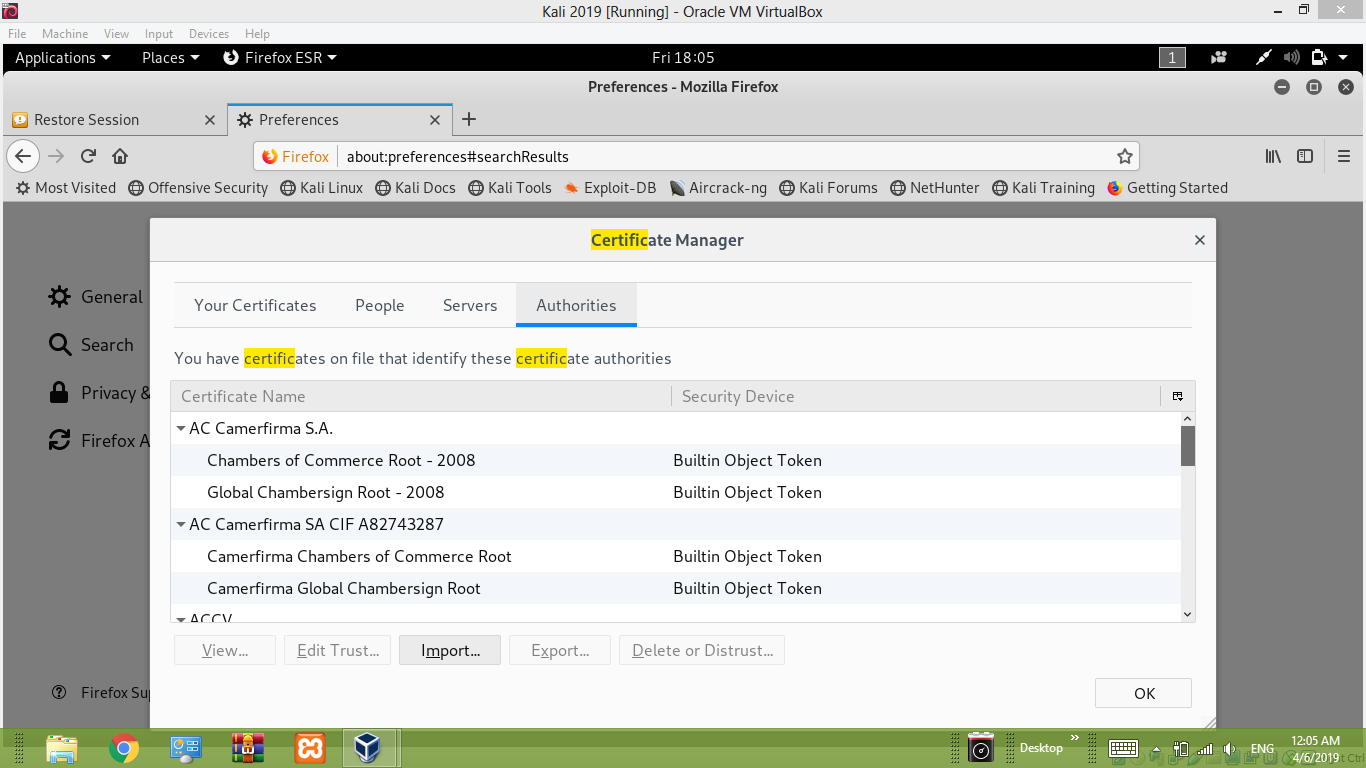 Kali 2019 [Running] - Oracle VM VirtualBox
File Machine View Input Devices Help
Applications Places Firefox ESR Fri 18:05 1
Preferences - Mozilla Firefox
Restore Session Preferences
Firefox about:preferences#searchResults
Most Visited Offensive Security Kali Linux Kali Docs Kali Tools Exploit-DB Aircrack-ng Kali Forums NetHunter Kali Training Getting Started
Certificate Manager
General
Search
Privacy &
Firefox A
Firefox Sup
Your Certificates People Servers Authorities
You have certificates on file that identify these certificate authorities
Certificate Name Security Device
AC Camerfirma S.A.
Chambers of Commerce Root - 2008 Builtin Object Token
Global Chambersign Root - 2008 Builtin Object Token
AC Camerfirma SA CIF A82743287
Camerfirma Chambers of Commerce Root Builtin Object Token
Camerfirma Global Chambersign Root Builtin Object Token
ACCV
View... Edit Trust... Import... Export... Delete or Distrust...
OK
Desktop ENG 12:05 AM
4/6/2019
Ctrl